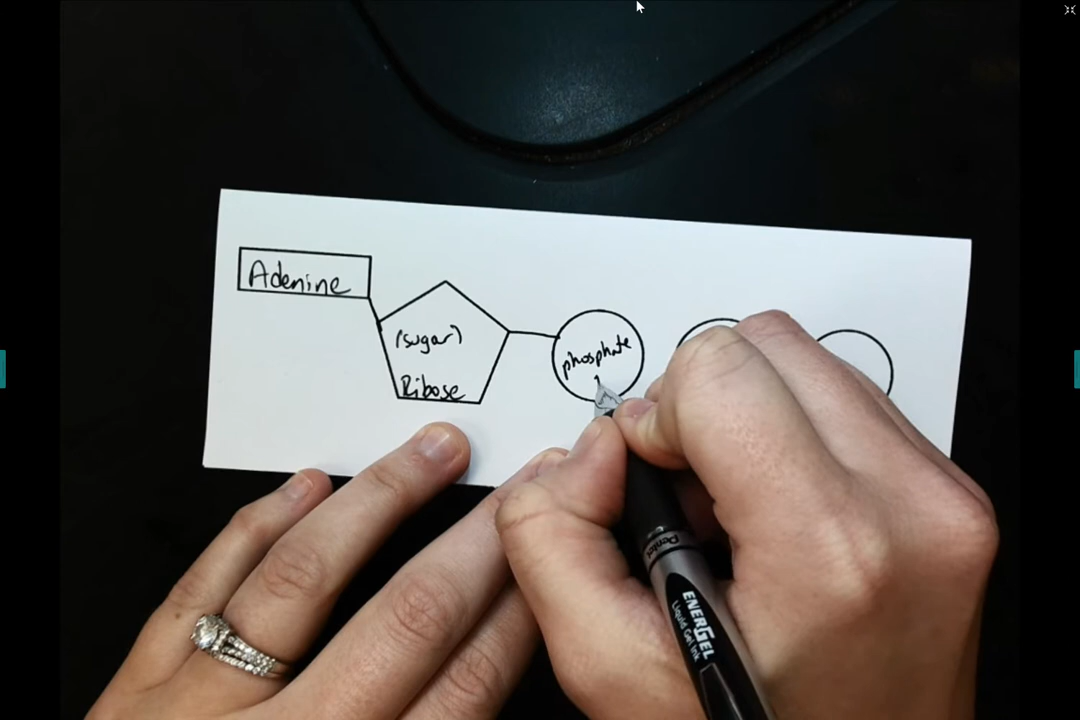 Adenine
(sugar)
Ribose
phosphate
Pentel
ENERGEL
Liquid Gel Ink